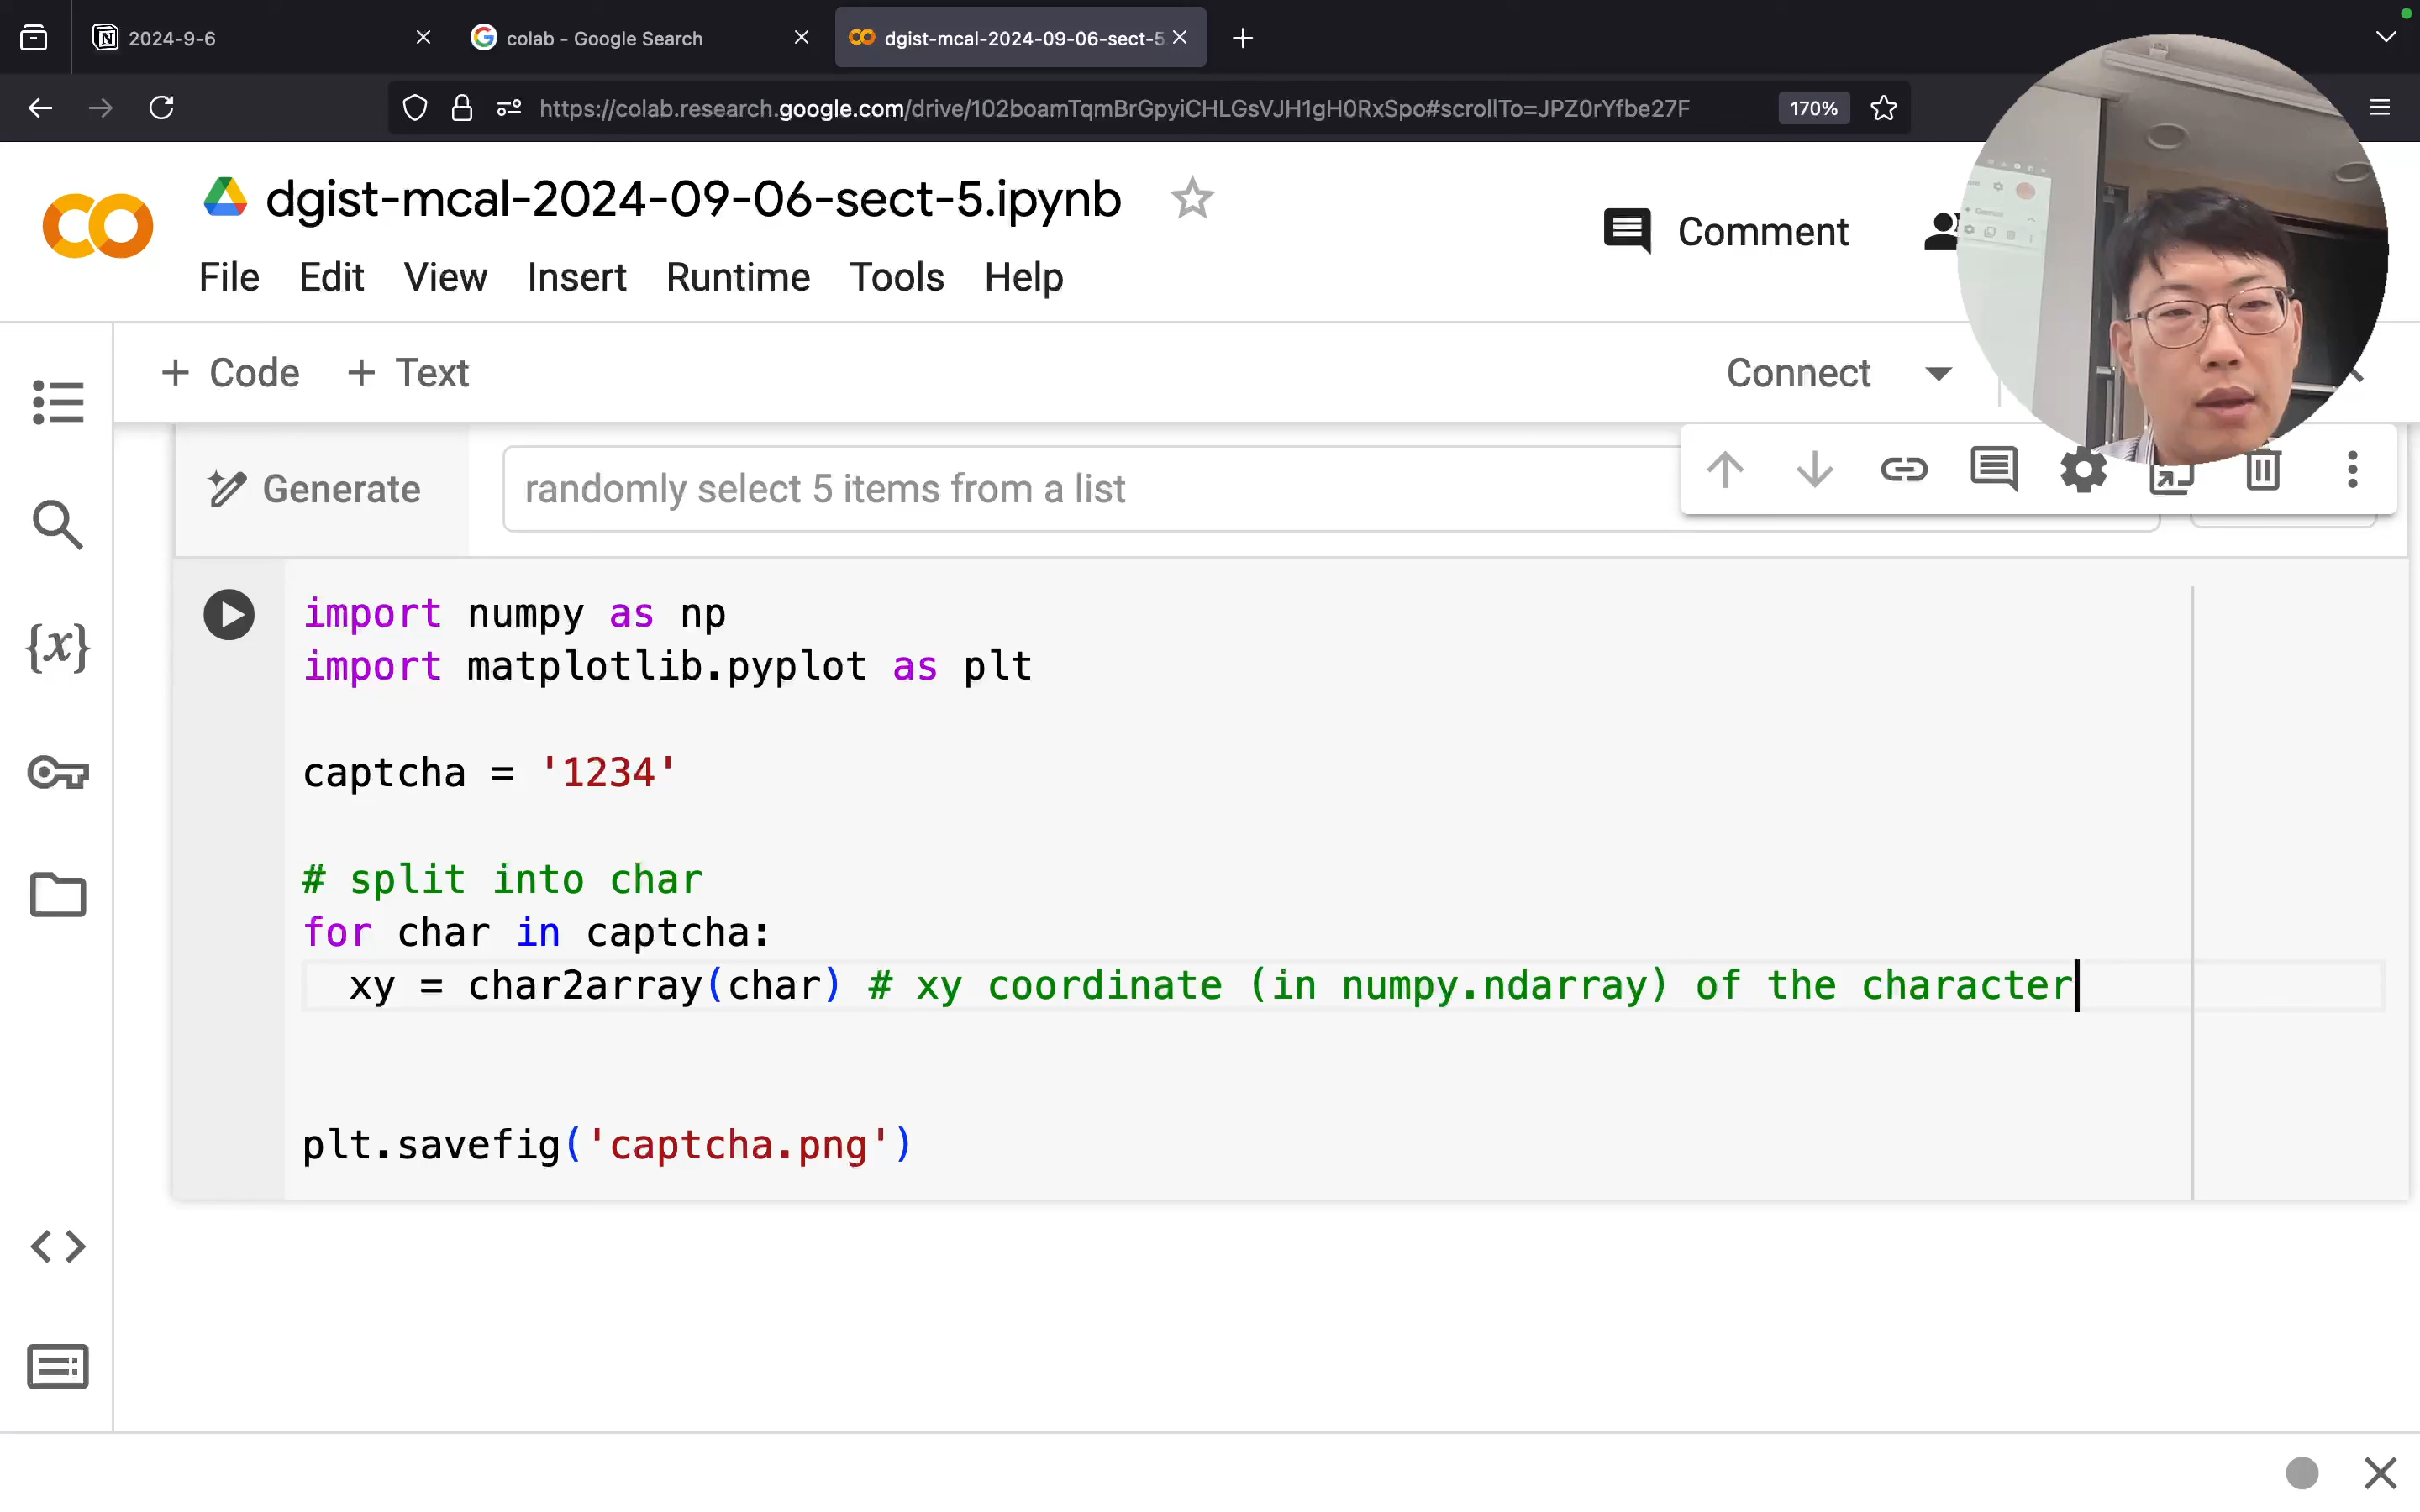 2024-9-6
colab - Google Search
dgist-mcal-2024-09-06-sect-5
https://colab.research.google.com/drive/102boamTqmBrGpyiCHLGsVJH1gH0RxSpo#scrollTo=JPZ0rYfbe27F
170%
dgist-mcal-2024-09-06-sect-5.ipynb
Comment
File Edit View Insert Runtime Tools Help
+ Code + Text
Connect
Generate
randomly select 5 items from a list
{x}
import numpy as np
import matplotlib.pyplot as plt
captcha = '1234'
# split into char
for char in captcha:
xy = char2array(char) # xy coordinate (in numpy.ndarray) of the character
plt.savefig('captcha.png')